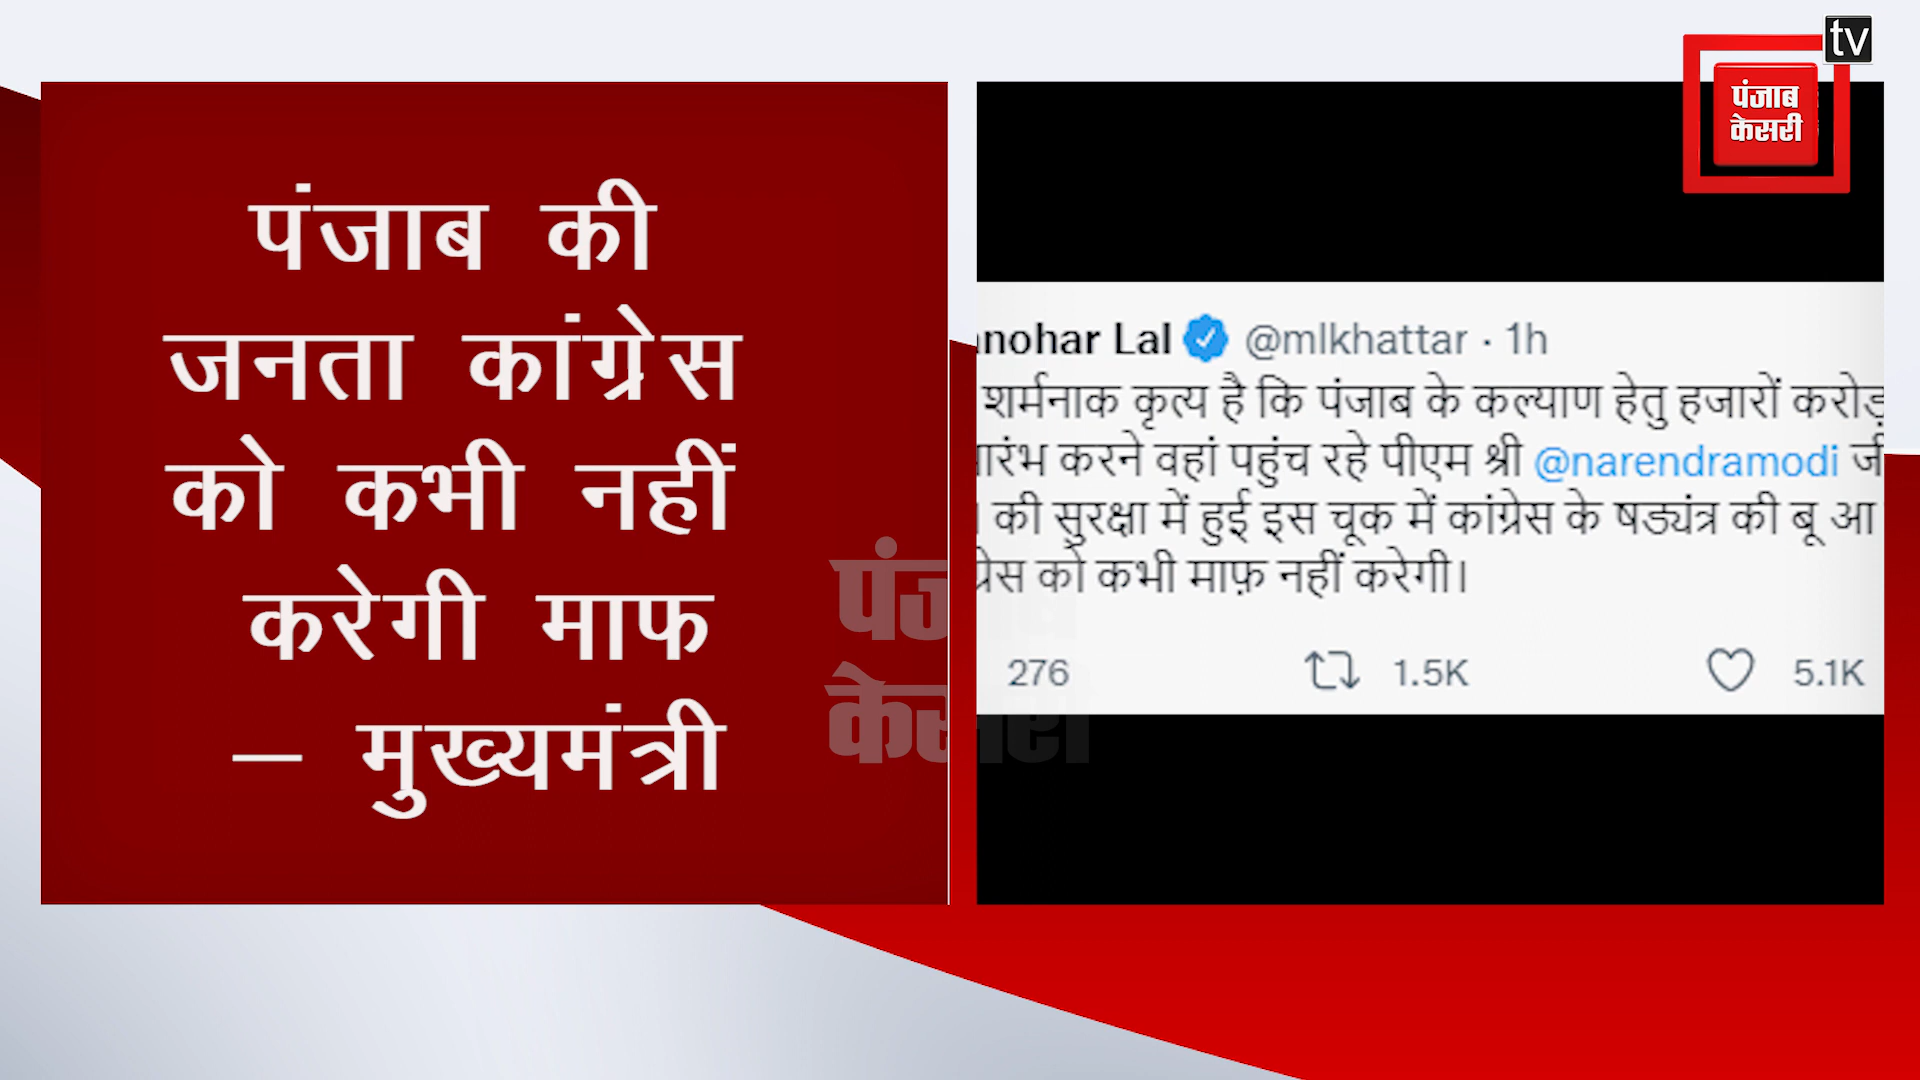 tv
पंजाब
केसरी
पंजाब की
जनता कांग्रेस
को कभी नहीं
करेगी माफ
– मुख्यमंत्री
nohar Lal @mlkhattar · 1h
शर्मनाक कृत्य है कि पंजाब के कल्याण हेतु हजारों करोड़
ारंभ करने वहां पहुंच रहे पीएम श्री @narendramodi जी
की सुरक्षा में हुई इस चूक में कांग्रेस के षड्यंत्र की बू आ
ग्रेस को कभी माफ़ नहीं करेगी।
276 1.5K 5.1K
पंजाब
केसरी